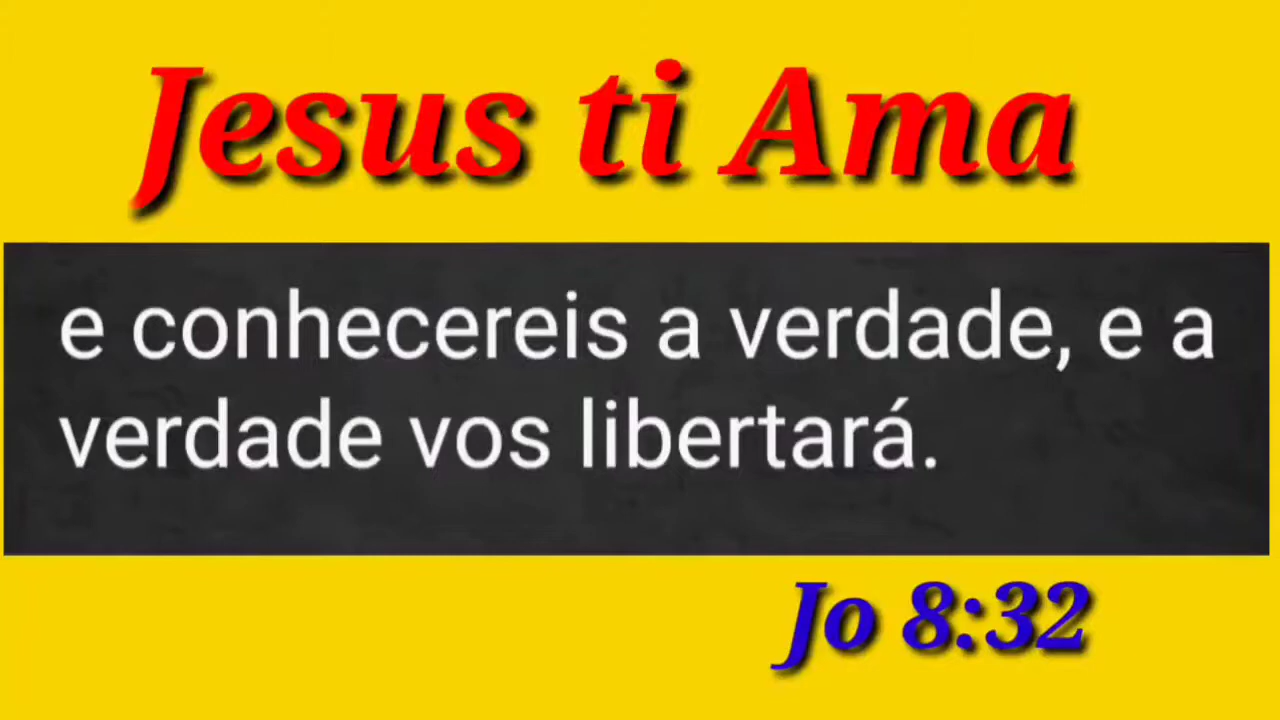 Jesus ti Ama
e conhecereis a verdade, e a
verdade vos libertará.
Jo 8:32